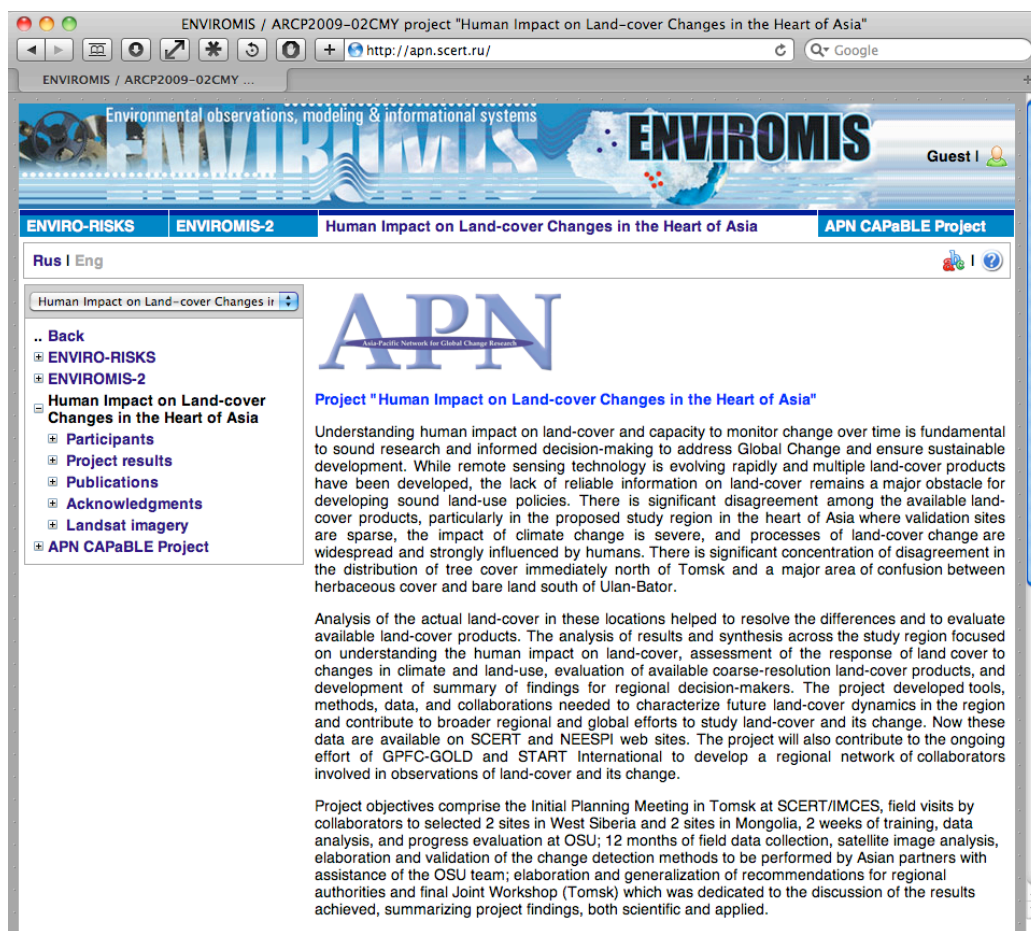 ENVIROMIS / ARCP2009-02CMY project "Human Impact on Land-cover Changes in the Heart of Asia"
http://apn.scert.ru/
Google
ENVIROMIS / ARCP2009-02CMY ...
Environmental observations, modeling & informational systems
ENVIROMIS
ENVIROMIS
Guest |
ENVIRO-RISKS ENVIROMIS-2 Human Impact on Land-cover Changes in the Heart of Asia APN CAPaBLE Project
Rus | Eng
abc | ?
Human Impact on Land-cover Changes ir
.. Back
ENVIRO-RISKS
ENVIROMIS-2
Human Impact on Land-cover
Changes in the Heart of Asia
Participants
Project results
Publications
Acknowledgments
Landsat imagery
APN CAPaBLE Project
APN
Asia-Pacific Network for Global Change Research
Project "Human Impact on Land-cover Changes in the Heart of Asia"
Understanding human impact on land-cover and capacity to monitor change over time is fundamental
to sound research and informed decision-making to address Global Change and ensure sustainable
development. While remote sensing technology is evolving rapidly and multiple land-cover products
have been developed, the lack of reliable information on land-cover remains a major obstacle for
developing sound land-use policies. There is significant disagreement among the available land-
cover products, particularly in the proposed study region in the heart of Asia where validation sites
are sparse, the impact of climate change is severe, and processes of land-cover change are
widespread and strongly influenced by humans. There is significant concentration of disagreement in
the distribution of tree cover immediately north of Tomsk and a major area of confusion between
herbaceous cover and bare land south of Ulan-Bator.
Analysis of the actual land-cover in these locations helped to resolve the differences and to evaluate
available land-cover products. The analysis of results and synthesis across the study region focused
on understanding the human impact on land-cover, assessment of the response of land cover to
changes in climate and land-use, evaluation of available coarse-resolution land-cover products, and
development of summary of findings for regional decision-makers. The project developed tools,
methods, data, and collaborations needed to characterize future land-cover dynamics in the region
and contribute to broader regional and global efforts to study land-cover and its change. Now these
data are available on SCERT and NEESPI web sites. The project will also contribute to the ongoing
effort of GPFC-GOLD and START International to develop a regional network of collaborators
involved in observations of land-cover and its change.
Project objectives comprise the Initial Planning Meeting in Tomsk at SCERT/IMCES, field visits by
collaborators to selected 2 sites in West Siberia and 2 sites in Mongolia, 2 weeks of training, data
analysis, and progress evaluation at OSU; 12 months of field data collection, satellite image analysis,
elaboration and validation of the change detection methods to be performed by Asian partners with
assistance of the OSU team; elaboration and generalization of recommendations for regional
authorities and final Joint Workshop (Tomsk) which was dedicated to the discussion of the results
achieved, summarizing project findings, both scientific and applied.